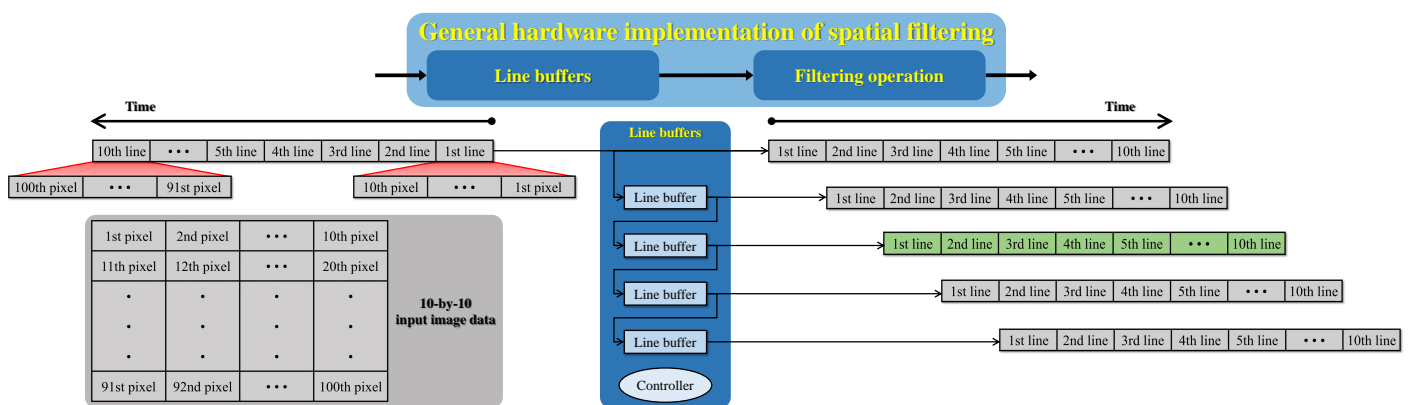 General hardware implementation of spatial filtering
Line buffers
Filtering operation
Time
Time
10th line ••• 5th line 4th line 3rd line 2nd line 1st line
100th pixel ••• 91st pixel
10th pixel ••• 1st pixel
1st pixel 2nd pixel ••• 10th pixel
11th pixel 12th pixel ••• 20th pixel
• • • •
• • • •
• • • •
91st pixel 92nd pixel ••• 100th pixel
10-by-10
input image data
Line buffers
Line buffer
Line buffer
Line buffer
Line buffer
Controller
1st line 2nd line 3rd line 4th line 5th line ••• 10th line
1st line 2nd line 3rd line 4th line 5th line ••• 10th line
1st line 2nd line 3rd line 4th line 5th line ••• 10th line
1st line 2nd line 3rd line 4th line 5th line ••• 10th line
1st line 2nd line 3rd line 4th line 5th line ••• 10th line